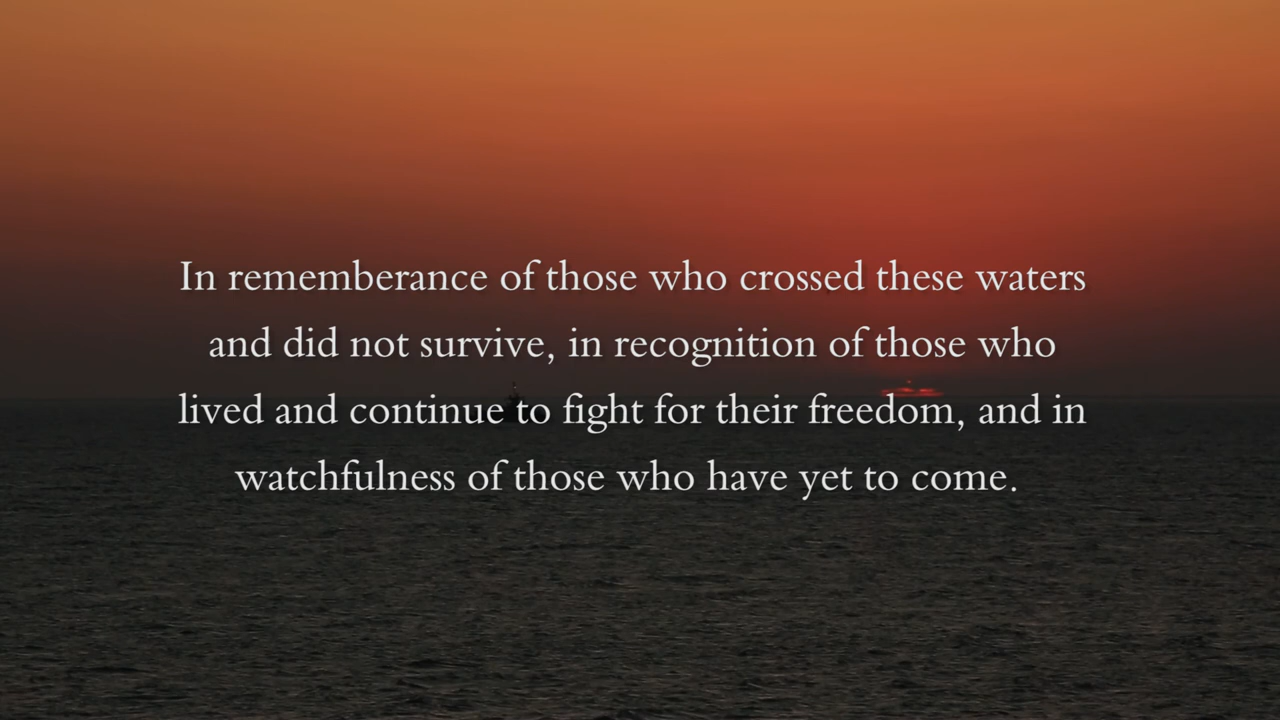 In rememberance of those who crossed these waters
and did not survive, in recognition of those who
lived and continue to fight for their freedom, and in
watchfulness of those who have yet to come.